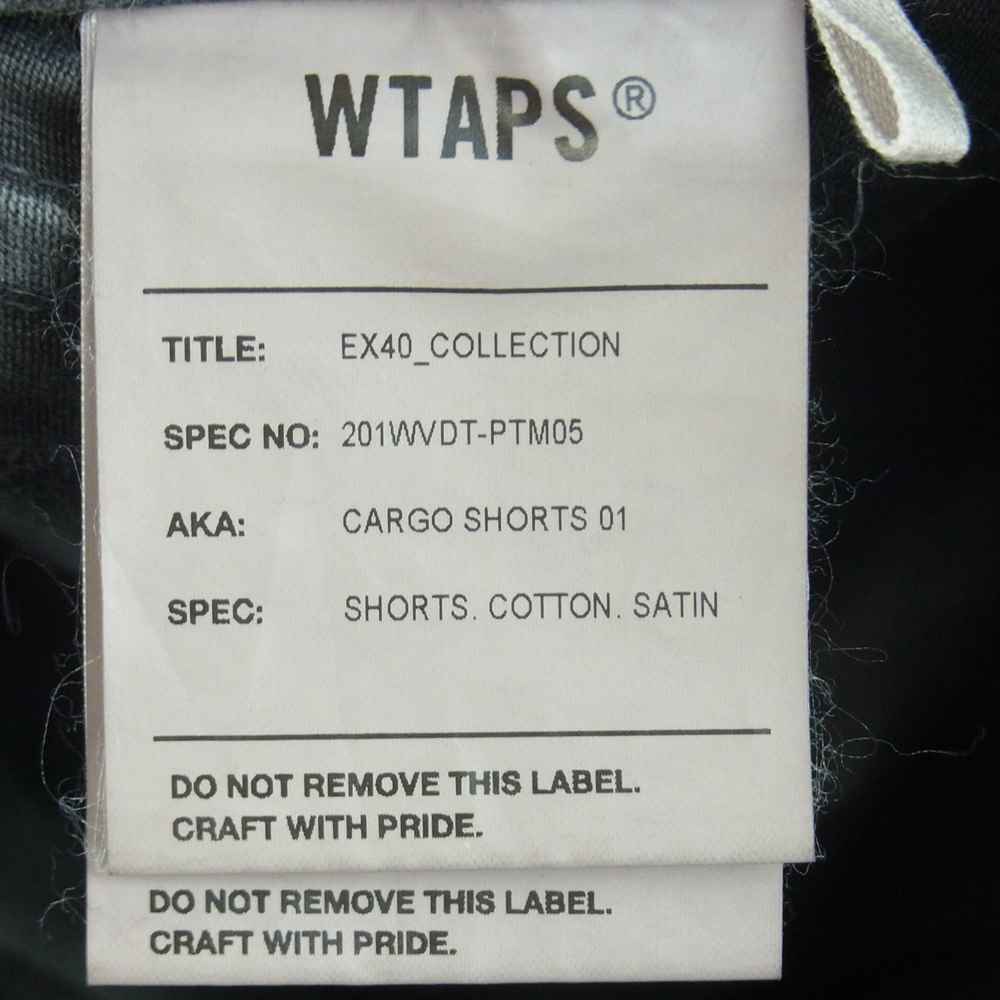 WTAPS®
TITLE: EX40_COLLECTION
SPEC NO: 201WVDT-PTM05
AKA: CARGO SHORTS 01
SPEC: SHORTS. COTTON. SATIN
DO NOT REMOVE THIS LABEL.
CRAFT WITH PRIDE.
DO NOT REMOVE THIS LABEL.
CRAFT WITH PRIDE.